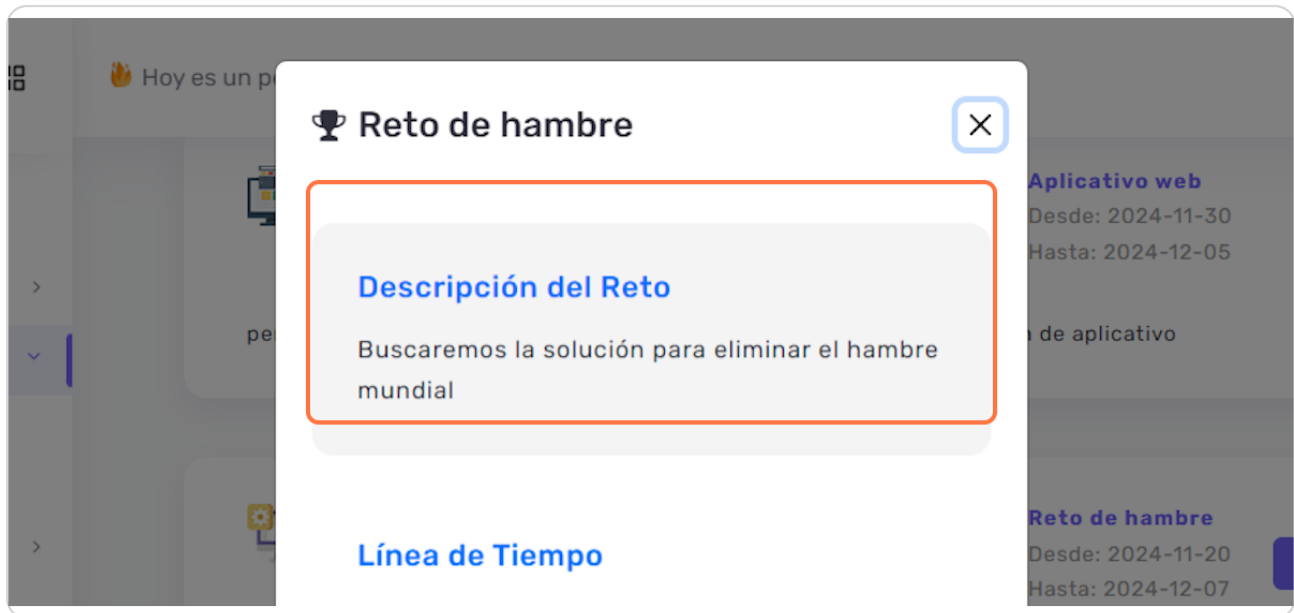 Hoy es un
Reto de hambre
Aplicativo web
Desde: 2024-11-30
Hasta: 2024-12-05
Descripción del Reto
de aplicativo
Buscaremos la solución para eliminar el hambre
mundial
Reto de hambre
Desde: 2024-11-20
Hasta: 2024-12-07
Línea de Tiempo